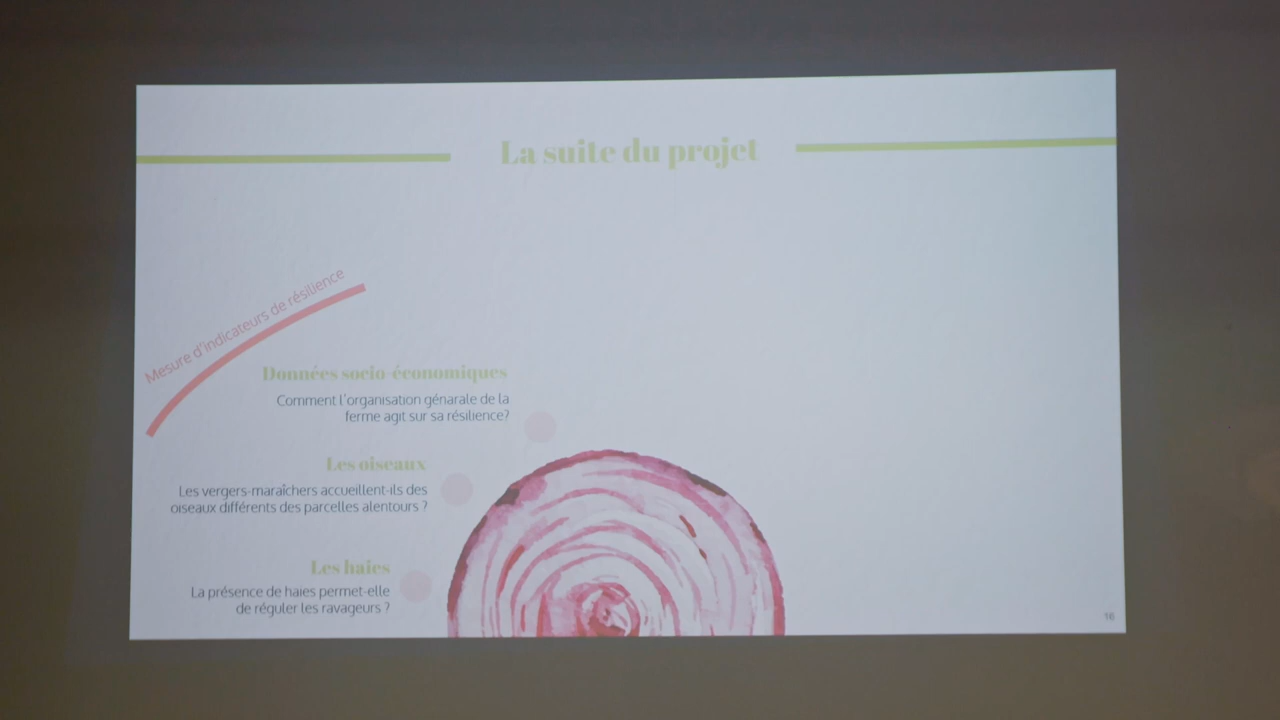 La suite du projet
Mesure d'indicateurs de résilience
Données socio-économiques
Comment l'organisation génarale de la
ferme agit sur sa résilience?
Les oiseaux
Les vergers-maraîchers accueillent-ils des
oiseaux différents des parcelles alentours ?
Les haies
La présence de haies permet-elle
de réguler les ravageurs ?
16